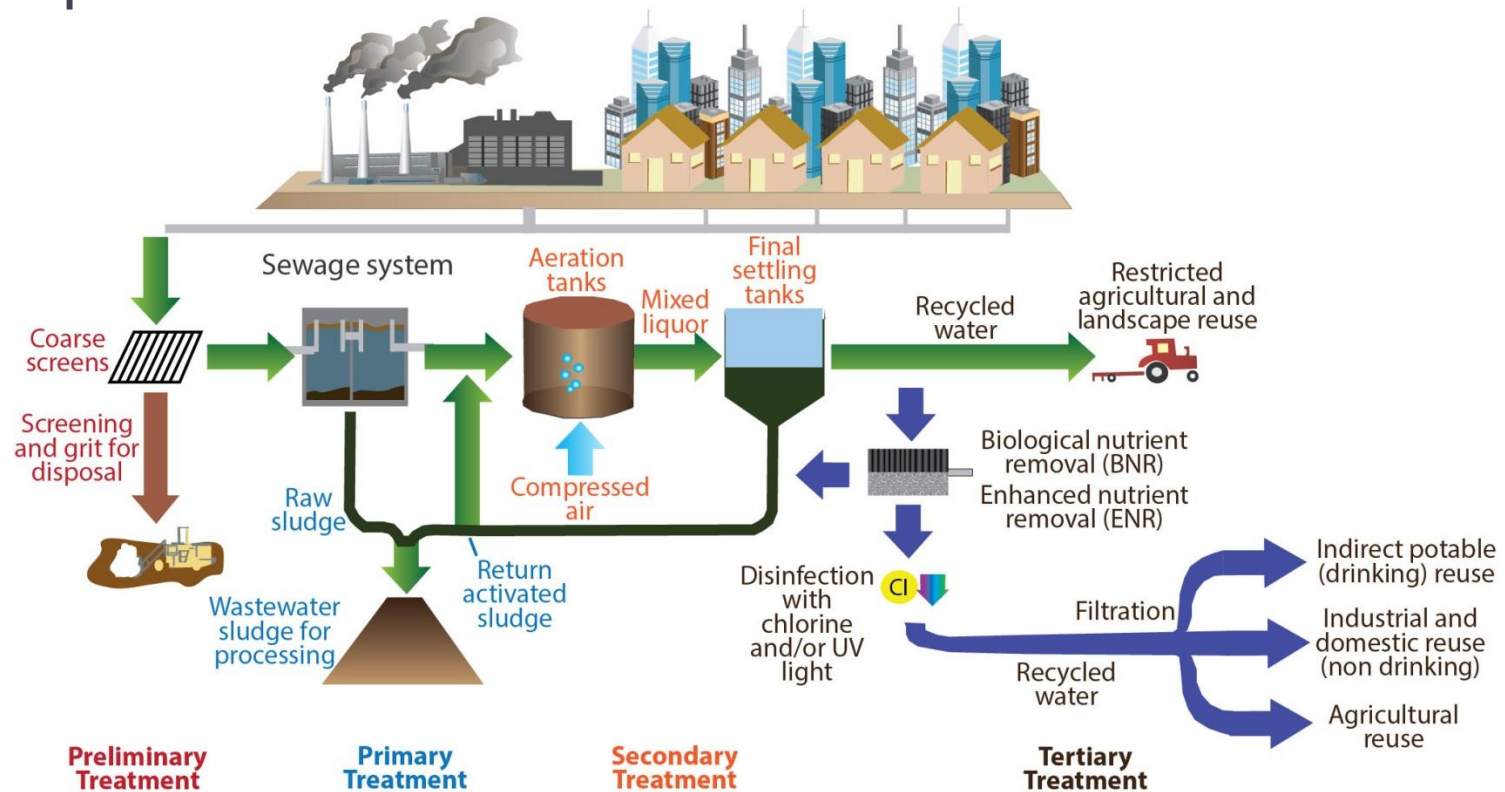 Sewage system
Coarse
screens
Screening
and grit for
disposal
Raw
sludge
Wastewater
sludge for
processing
Return
activated
sludge
Aeration
tanks
Compressed
air
Mixed
liquor
Final
settling
tanks
Recycled
water
Restricted
agricultural and
landscape reuse
Biological nutrient
removal (BNR)
Enhanced nutrient
removal (ENR)
Disinfection
with
chlorine
and/or UV
light
Cl
Filtration
Recycled
water
Indirect potable
(drinking) reuse
Industrial and
domestic reuse
(non drinking)
Agricultural
reuse
Preliminary
Treatment
Primary
Treatment
Secondary
Treatment
Tertiary
Treatment